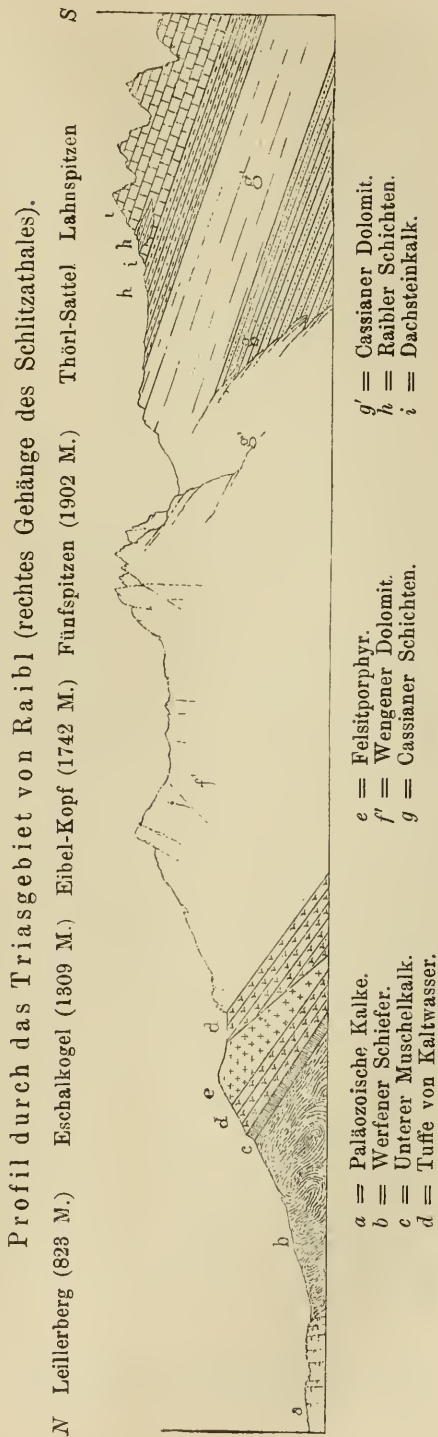 Profil durch das Triasgebiet von Raibl (rechtes Gehänge des Schlitzathales).
N Leillerberg (823 M.) Eschalkogel (1309 M.) Eibel-Kopf (1742 M.) Fünfspitzen (1902 M.) Thörl-Sattel Lahnspitzen S
a b c d e d f' g' g g' h i h i
a = Paläozoische Kalke.
b = Werfener Schiefer.
c = Unterer Muschelkalk.
d = Tuffe von Kaltwasser.
e = Felsitporphyr.
f' = Wengener Dolomit.
g = Cassianer Schichten.
g' = Cassianer Dolomit.
h = Raibler Schichten.
i = Dachsteinkalk.